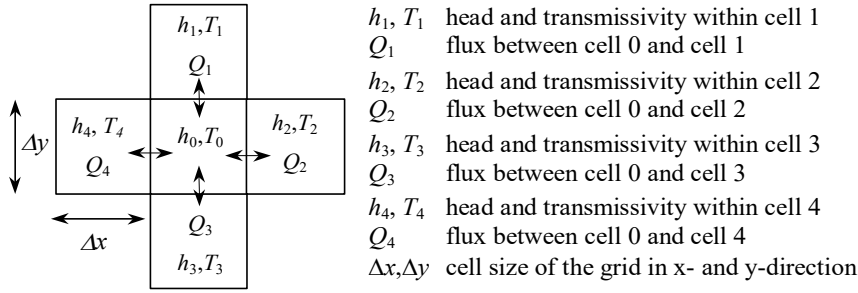 h₁,T₁
Q₁
Δy
h₄, T₄
h₀,T₀
h₂,T₂
Q₄
Q₂
Δx
Q₃
h₃,T₃
h₁, T₁ head and transmissivity within cell 1
Q₁ flux between cell 0 and cell 1
h₂, T₂ head and transmissivity within cell 2
Q₂ flux between cell 0 and cell 2
h₃, T₃ head and transmissivity within cell 3
Q₃ flux between cell 0 and cell 3
h₄, T₄ head and transmissivity within cell 4
Q₄ flux between cell 0 and cell 4
Δx,Δy cell size of the grid in x- and y-direction